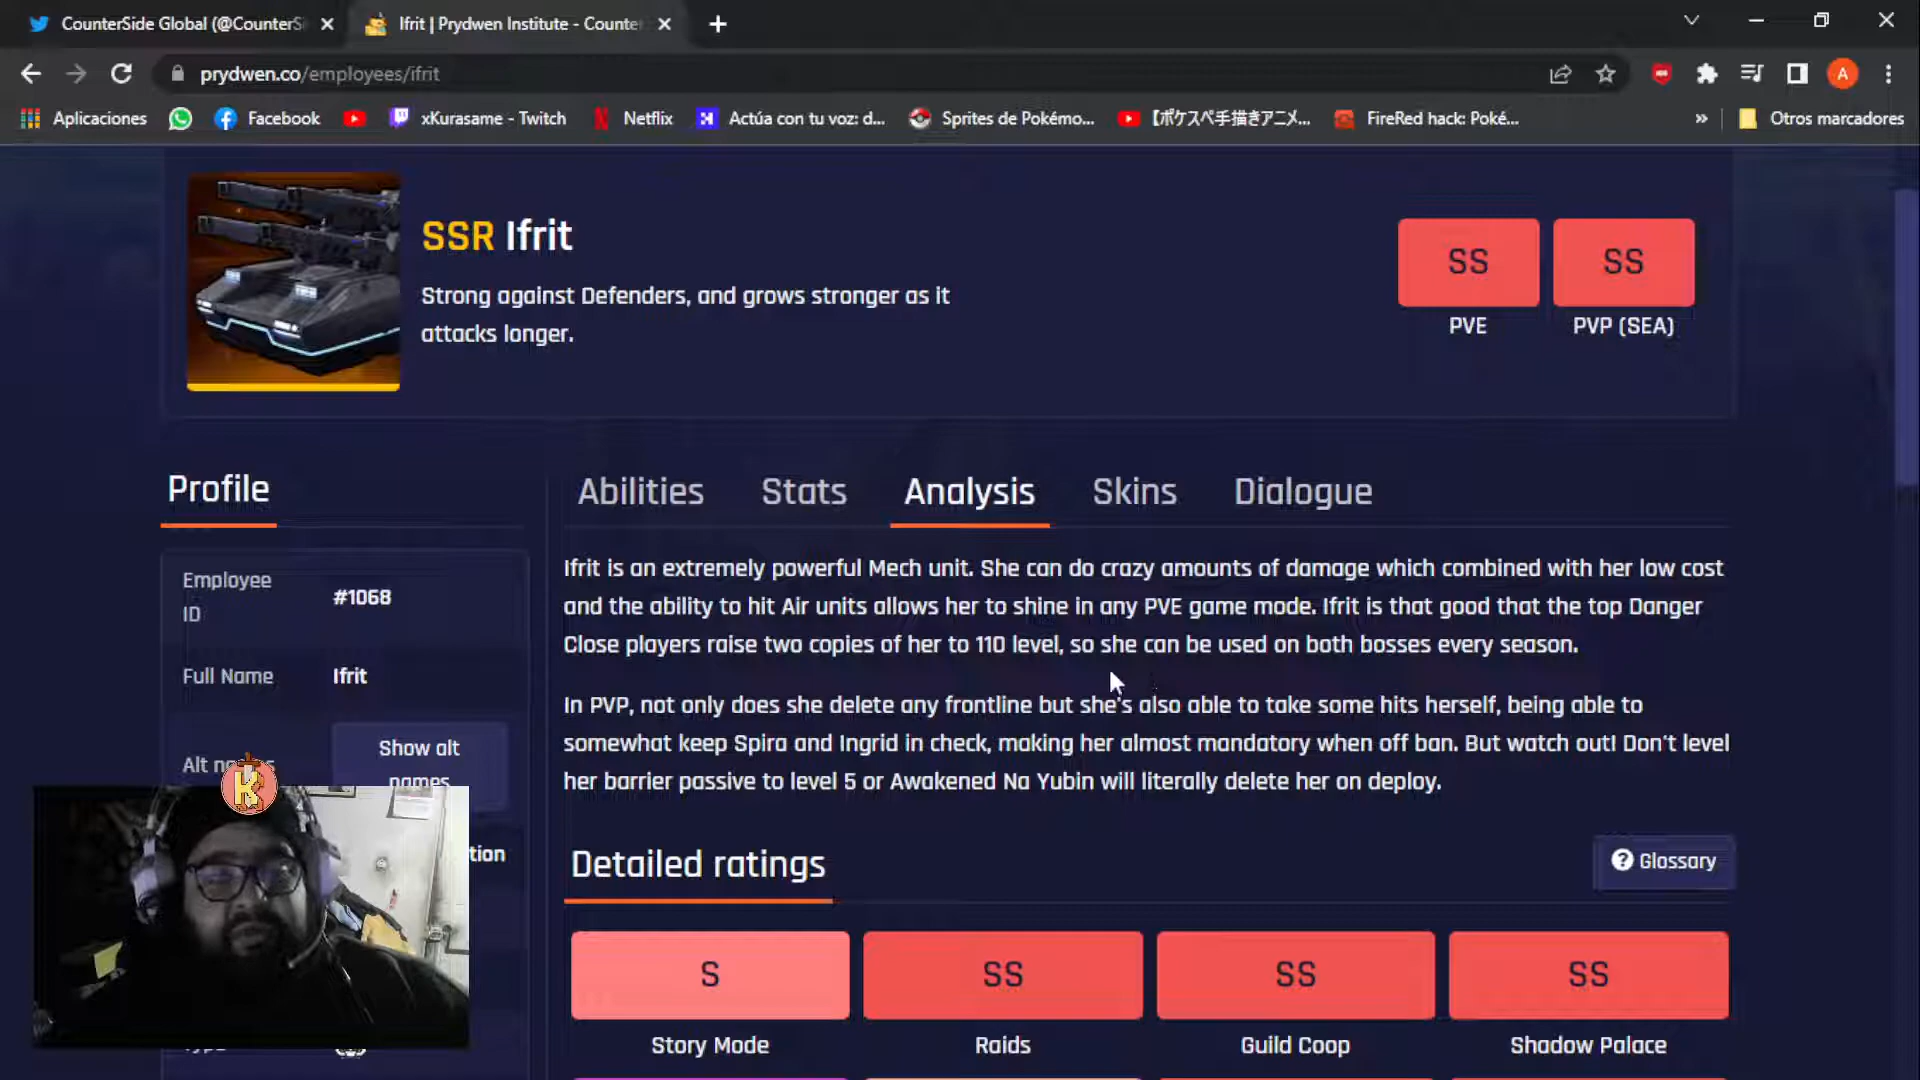 CounterSide Global (@CounterS
Ifrit | Prydwen Institute - Counte
prydwen.co/employees/ifrit
A
Aplicaciones
Facebook
xKurasame - Twitch
Netflix
Actúa con tu voz: d...
Sprites de Pokémo...
【ポケスペ手描きアニメ...
FireRed hack: Poké...
»
Otros marcadores
SSR Ifrit
Strong against Defenders, and grows stronger as it
attacks longer.
SS
SS
PVE
PVP (SEA)
Profile
Abilities
Stats
Analysis
Skins
Dialogue
Employee
ID
#1068
Full Name
Ifrit
Alt names
Show alt
names
tion
Type
K
Ifrit is an extremely powerful Mech unit. She can do crazy amounts of damage which combined with her low cost
and the ability to hit Air units allows her to shine in any PVE game mode. Ifrit is that good that the top Danger
Close players raise two copies of her to 110 level, so she can be used on both bosses every season.
In PVP, not only does she delete any frontline but she's also able to take some hits herself, being able to
somewhat keep Spira and Ingrid in check, making her almost mandatory when off ban. But watch out! Don't level
her barrier passive to level 5 or Awakened Na Yubin will literally delete her on deploy.
Detailed ratings
? Glossary
S
SS
SS
SS
Story Mode
Raids
Guild Coop
Shadow Palace